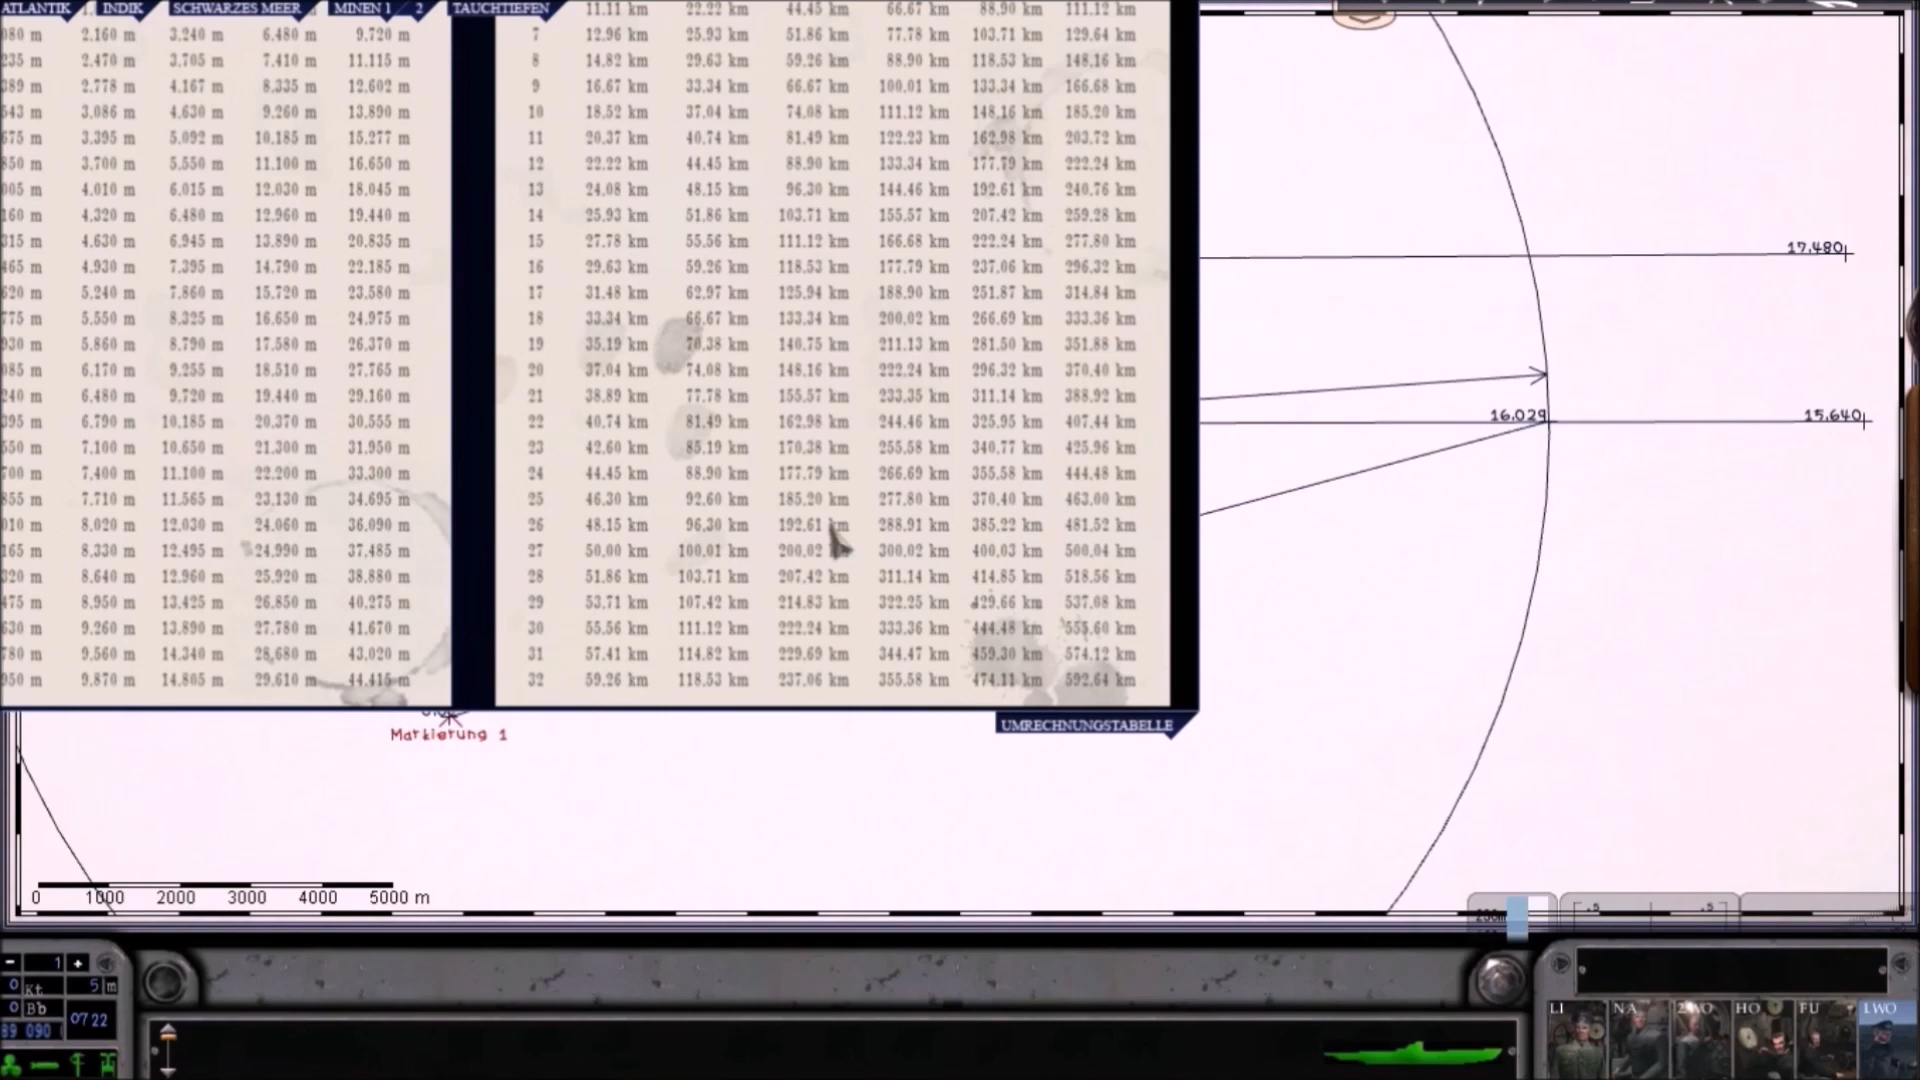 ATLANTIK INDIK SCHWARZES MEER MINEN 1 2 TAUCHTIEFEN
11.11 km 22.22 km 44.45 km 66.67 km 88.90 km 111.12 km
080 m 2.160 m 3.240 m 6.480 m 9.720 m 7 12.96 km 25.93 km 51.86 km 77.78 km 103.71 km 129.64 km
235 m 2.470 m 3.705 m 7.410 m 11.115 m 8 14.82 km 29.63 km 59.26 km 88.90 km 118.53 km 148.16 km
389 m 2.778 m 4.167 m 8.335 m 12.602 m 9 16.67 km 33.34 km 66.67 km 100.01 km 133.34 km 166.68 km
543 m 3.086 m 4.630 m 9.260 m 13.890 m 10 18.52 km 37.04 km 74.08 km 111.12 km 148.16 km 185.20 km
675 m 3.395 m 5.092 m 10.185 m 15.277 m 11 20.37 km 40.74 km 81.49 km 122.23 km 162.98 km 203.72 km
850 m 3.700 m 5.550 m 11.100 m 16.650 m 12 22.22 km 44.45 km 88.90 km 133.34 km 177.79 km 222.24 km
005 m 4.010 m 6.015 m 12.030 m 18.045 m 13 24.08 km 48.15 km 96.30 km 144.46 km 192.61 km 240.76 km
160 m 4.320 m 6.480 m 12.960 m 19.440 m 14 25.93 km 51.86 km 103.71 km 155.57 km 207.42 km 259.28 km
315 m 4.630 m 6.945 m 13.890 m 20.835 m 15 27.78 km 55.56 km 111.12 km 166.68 km 222.24 km 277.80 km
17.480
465 m 4.930 m 7.395 m 14.790 m 22.185 m 16 29.63 km 59.26 km 118.53 km 177.79 km 237.06 km 296.32 km
620 m 5.240 m 7.860 m 15.720 m 23.580 m 17 31.48 km 62.97 km 125.94 km 188.90 km 251.87 km 314.84 km
775 m 5.550 m 8.325 m 16.650 m 24.975 m 18 33.34 km 66.67 km 133.34 km 200.02 km 266.69 km 333.36 km
930 m 5.860 m 8.790 m 17.580 m 26.370 m 19 35.19 km 70.38 km 140.75 km 211.13 km 281.50 km 351.88 km
085 m 6.170 m 9.255 m 18.510 m 27.765 m 20 37.04 km 74.08 km 148.16 km 222.24 km 296.32 km 370.40 km
240 m 6.480 m 9.720 m 19.440 m 29.160 m 21 38.89 km 77.78 km 155.57 km 233.35 km 311.14 km 388.92 km
395 m 6.790 m 10.185 m 20.370 m 30.555 m 22 40.74 km 81.49 km 162.98 km 244.46 km 325.95 km 407.44 km
16.029 15.640
550 m 7.100 m 10.650 m 21.300 m 31.950 m 23 42.60 km 85.19 km 170.38 km 255.58 km 340.77 km 425.96 km
700 m 7.400 m 11.100 m 22.200 m 33.300 m 24 44.45 km 88.90 km 177.79 km 266.69 km 355.58 km 444.48 km
855 m 7.710 m 11.565 m 23.130 m 34.695 m 25 46.30 km 92.60 km 185.20 km 277.80 km 370.40 km 463.00 km
010 m 8.020 m 12.030 m 24.060 m 36.090 m 26 48.15 km 96.30 km 192.61 km 288.91 km 385.22 km 481.52 km
165 m 8.330 m 12.495 m 24.990 m 37.485 m 27 50.00 km 100.01 km 200.02 300.02 km 400.03 km 500.04 km
320 m 8.640 m 12.960 m 25.920 m 38.880 m 28 51.86 km 103.71 km 207.42 km 311.14 km 414.85 km 518.56 km
475 m 8.950 m 13.425 m 26.850 m 40.275 m 29 53.71 km 107.42 km 214.83 km 322.25 km 429.66 km 537.08 km
630 m 9.260 m 13.890 m 27.780 m 41.670 m 30 55.56 km 111.12 km 222.24 km 333.36 km 444.48 km 555.60 km
780 m 9.560 m 14.340 m 28.680 m 43.020 m 31 57.41 km 114.82 km 229.69 km 344.47 km 459.30 km 574.12 km
950 m 9.870 m 14.805 m 29.610 m 44.415 m 32 59.26 km 118.53 km 237.06 km 355.58 km 474.11 km 592.64 km
UMRECHNUNGSTABELLE
Markierung 1
0 1000 2000 3000 4000 5000 m
.5 .5
- 1 +
0 Kt 5 m
0 Bb
0722
89 090
LI NA 2WO HO FU LWO